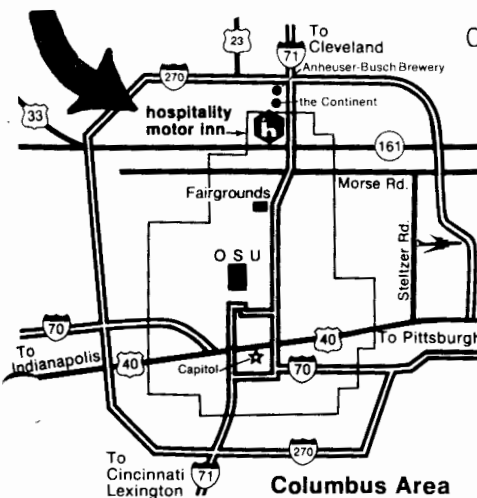 To
Cleveland
23
71
C
Anheuser-Busch Brewery
270
the Continent
hospitality
motor inn
h
33
161
Morse Rd.
Fairgrounds
Steltzer Rd.
O S U
70
40
To
Indianapolis
40
To Pittsburgh
Capitol
70
270
To
Cincinnati
Lexington
71
Columbus Area